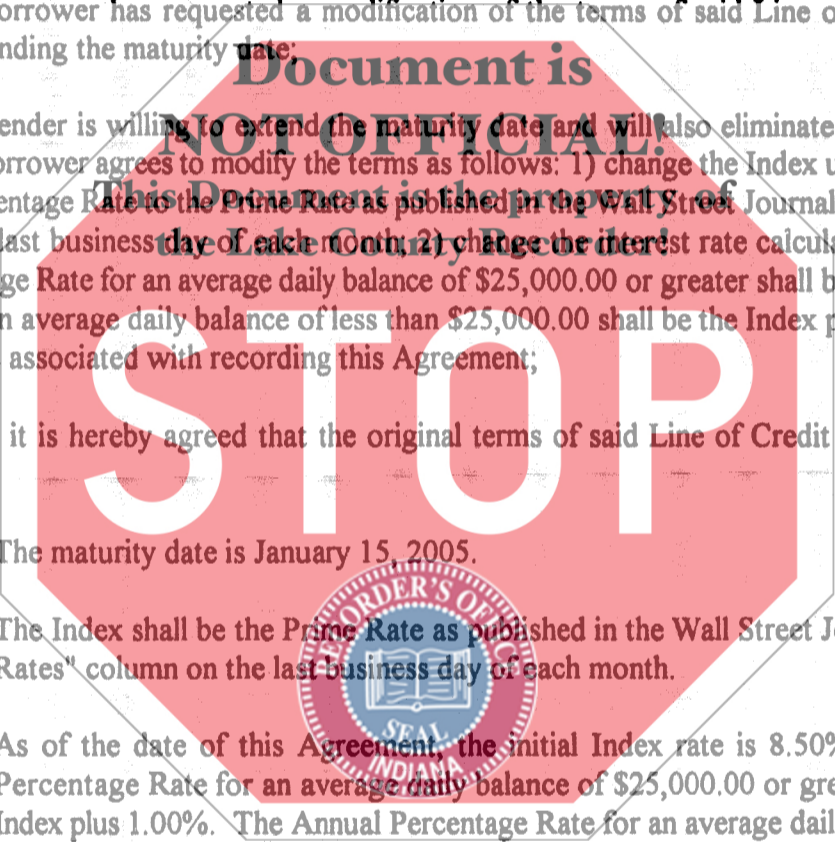 orrower has requested a modification of the terms of said Line o
nding the maturity date;
Document is
ender is willing to extend the maturity date and will also eliminate
NOT OFFICIAL!
orrower agrees to modify the terms as follows: 1) change the Index u
This Document is the property of
entage Rate to the Prime Rate as published in the Wall Street Journal
the Lake County Recorder!
last business day of each month; 2) change the interest rate calcul
ge Rate for an average daily balance of $25,000.00 or greater shall b
n average daily balance of less than $25,000.00 shall be the Index p
associated with recording this Agreement;
STOP
it is hereby agreed that the original terms of said Line of Credit
The maturity date is January 15, 2005.
RECORDER'S OFFICE
The Index shall be the Prime Rate as published in the Wall Street J
Rates" column on the last business day of each month.
SEAL
INDIANA
As of the date of this Agreement, the initial Index rate is 8.50%
Percentage Rate for an average daily balance of $25,000.00 or gre
Index plus 1.00%. The Annual Percentage Rate for an average dail